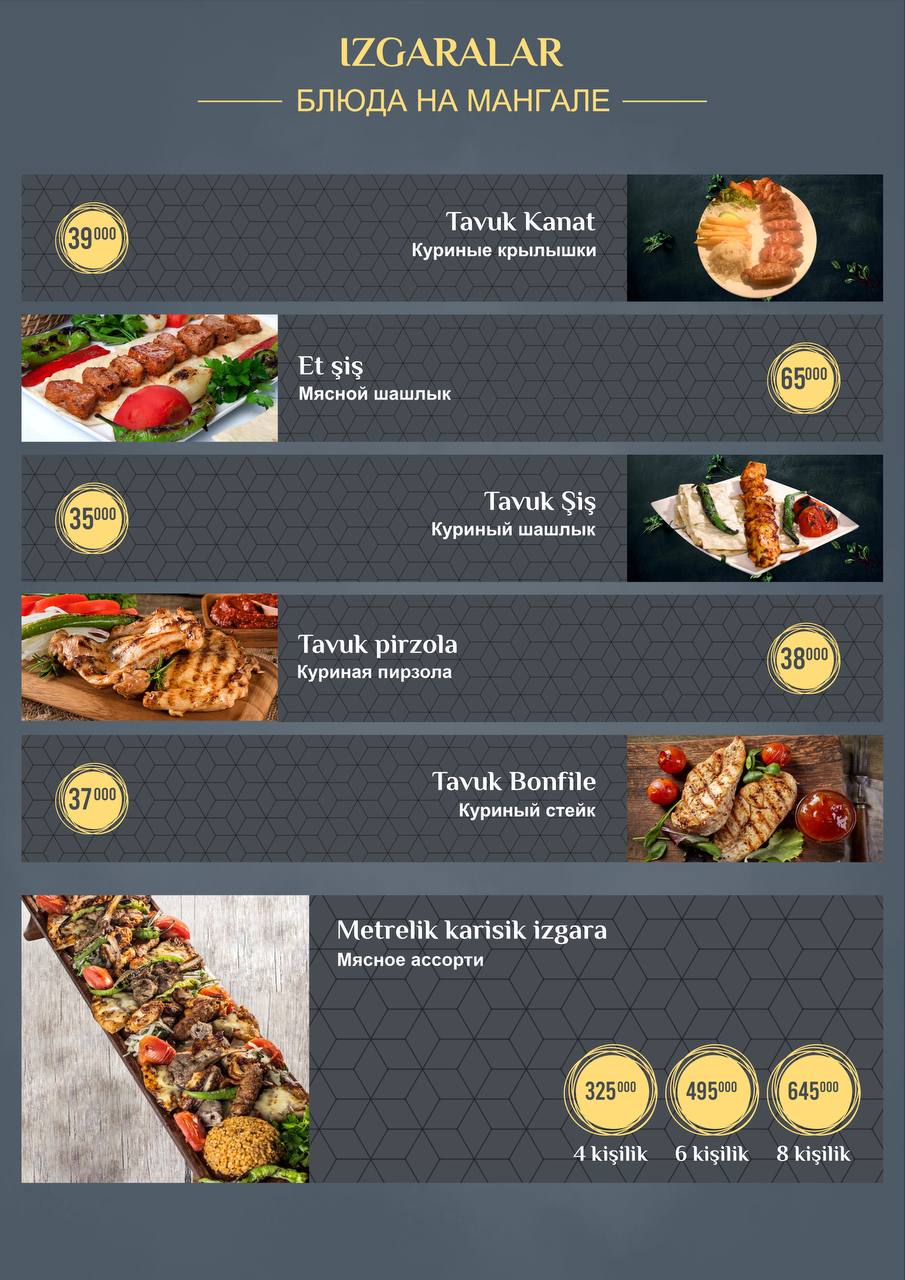 IZGARALAR
БЛЮДА НА МАНГАЛЕ
39000
Tavuk Kanat
Куриные крылышки
Et şiş
Мясной шашлык
65000
35000
Tavuk Şiş
Куриный шашлык
Tavuk pirzola
Куриная пирзола
38000
37000
Tavuk Bonfile
Куриный стейк
Metrelik karisik izgara
Мясное ассорти
325000 495000 645000
4 kişilik 6 kişilik 8 kişilik